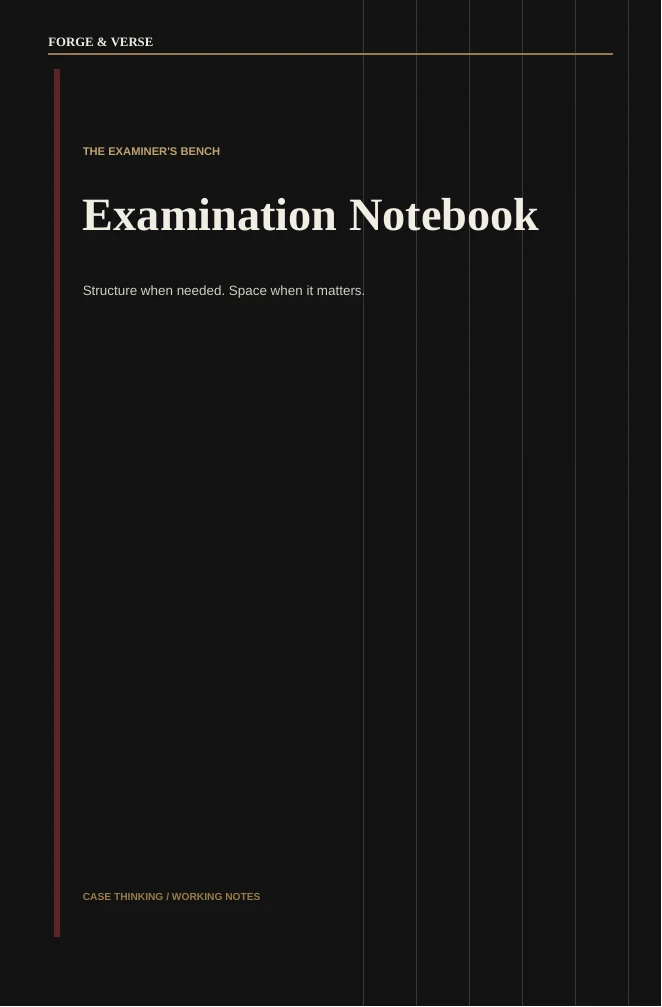 FORGE & VERSE
THE EXAMINER'S BENCH
Examination Notebook
Structure when needed. Space when it matters.
CASE THINKING / WORKING NOTES